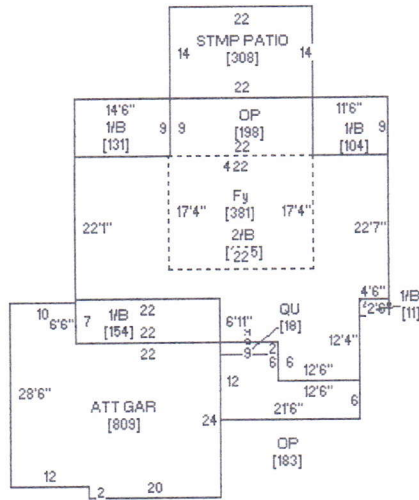 22
STMP PATIO
14 [308] 14
22
14'6" OP 11'6"
1/B 9 9 [198] 1/B 9
[131] 22 [104]
4 22
Fy
22'1" 17'4" [381] 17'4" 22'7"
2/B
22
4'6" 1/B
2'6" [11]
10 7 1/B 22 6'11" QU
6'6" [154] 22 [18] 12'4"
22 9 2
6 6 12'6"
12 12'6"
28'6" ATT GAR 6
[809] 24 21'6"
OP
[183]
12 2 20